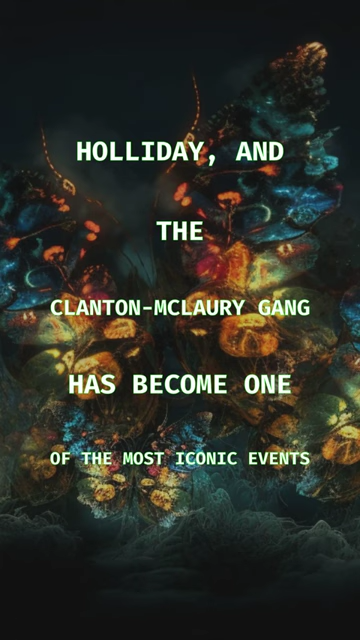 HOLLIDAY, AND
THE
CLANTON-MCLAURY GANG
HAS BECOME ONE
OF THE MOST ICONIC EVENTS